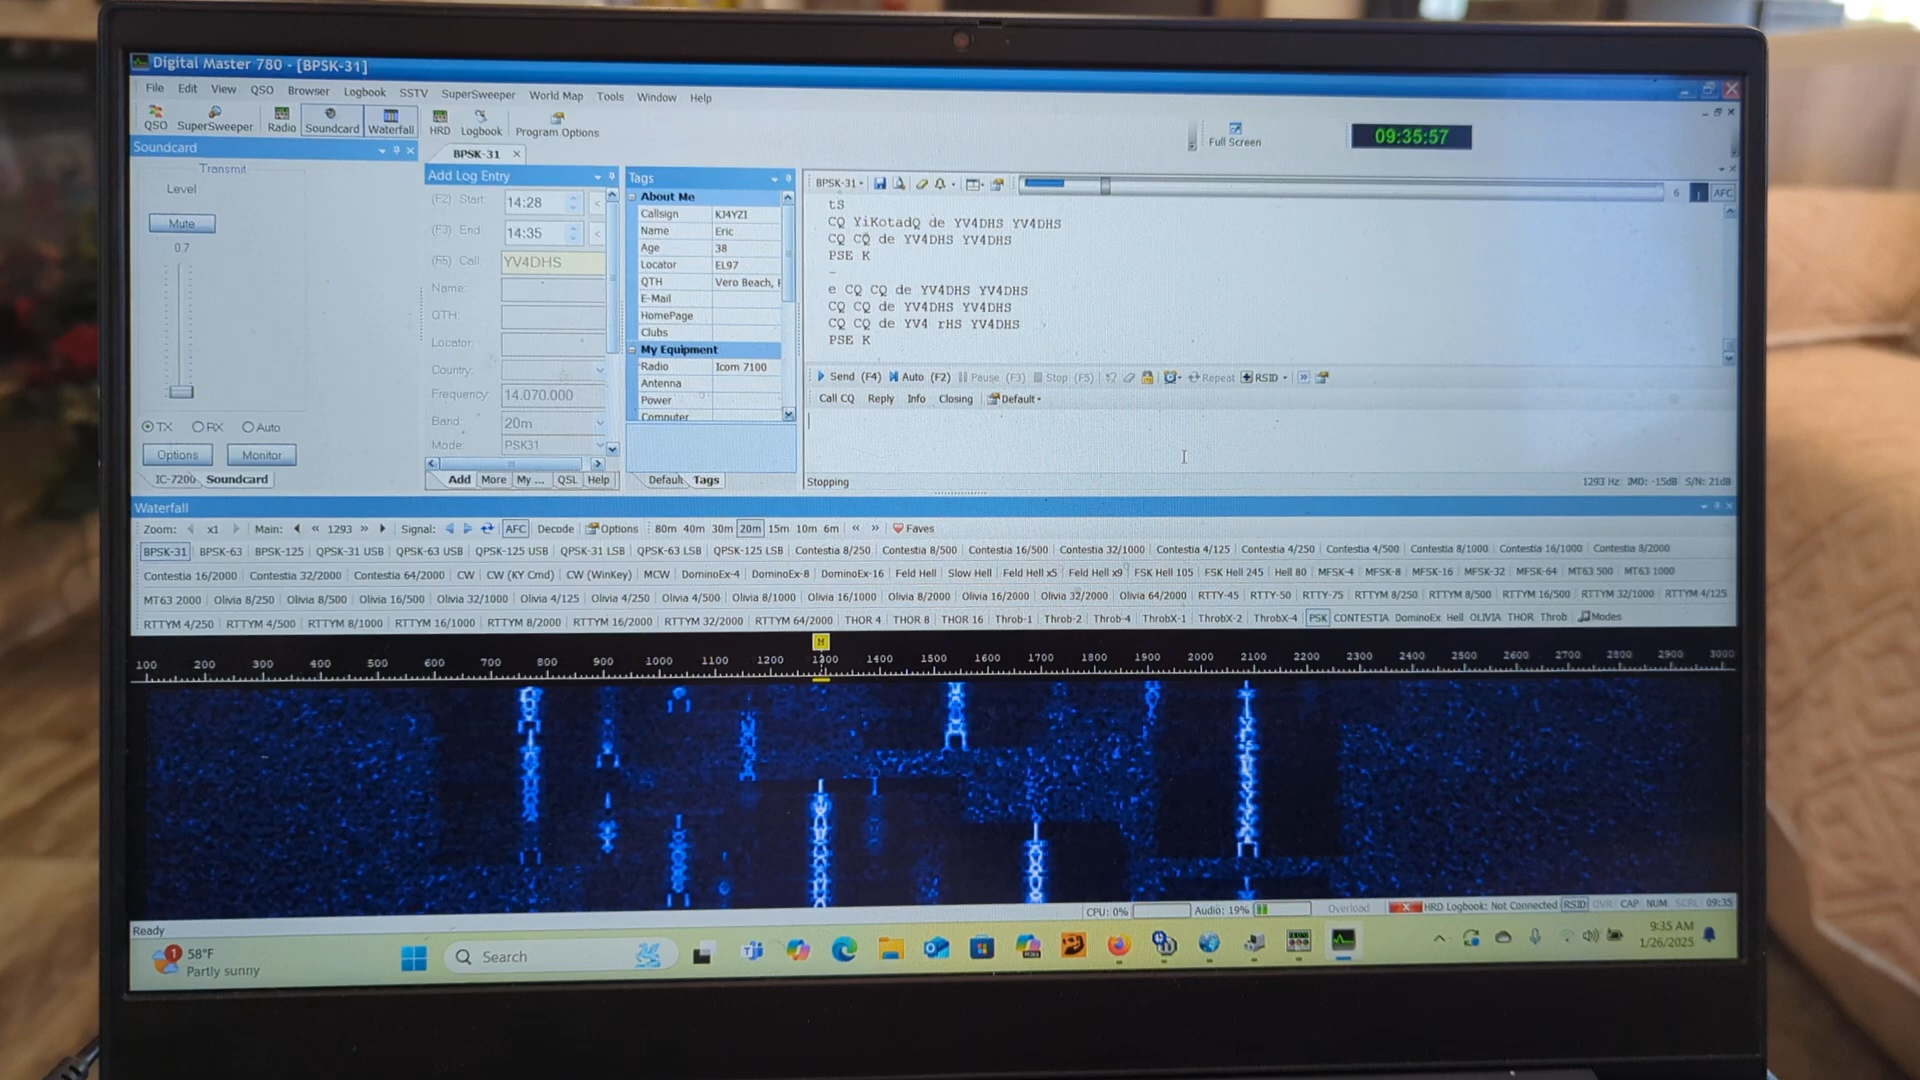 Digital Master 780 - [BPSK-31]
File Edit View QSO Browser Logbook SSTV SuperSweeper World Map Tools Window Help
QSO SuperSweeper Radio Soundcard Waterfall HRD Logbook Program Options Full Screen 09:35:57
Soundcard
Transmit
Level
Mute
0.7
TX RX Auto
Options Monitor
IC-7200 Soundcard
BPSK-31
Add Log Entry
(F2) Start: 14:28
(F3) End: 14:35
(F5) Call: YV4DHS
Name:
QTH:
Locator:
Country:
Frequency: 14.070.000
Band: 20m
Mode: PSK31
Add More My ... QSL Help
Tags
About Me
Callsign KJ4YZI
Name Eric
Age 38
Locator EL97
QTH Vero Beach, F
E-Mail
HomePage
Clubs
My Equipment
Radio Icom 7100
Antenna
Power
Computer
Default Tags
BPSK-31 6 AFC
tS
CQ YiKotadQ de YV4DHS YV4DHS
CQ CQ de YV4DHS YV4DHS
PSE K
–
e CQ CQ de YV4DHS YV4DHS
CQ CQ de YV4DHS YV4DHS
CQ CQ de YV4 rHS YV4DHS
PSE K
Send (F4) Auto (F2) Pause (F3) Stop (F5) Repeat RSID
Call CQ Reply Info Closing Default
Stopping 1293 Hz IMD: -15dB S/N: 21dB
Waterfall
Zoom: x1 Main: 1293 Signal: AFC Decode Options 80m 40m 30m 20m 15m 10m 6m Faves
BPSK-31 BPSK-63 BPSK-125 QPSK-31 USB QPSK-63 USB QPSK-125 USB QPSK-31 LSB QPSK-63 LSB QPSK-125 LSB Contestia 8/250 Contestia 8/500 Contestia 16/500 Contestia 32/1000 Contestia 4/125 Contestia 4/250 Contestia 4/500 Contestia 8/1000 Contestia 16/1000 Contestia 8/2000
Contestia 16/2000 Contestia 32/2000 Contestia 64/2000 CW CW (KY Cmd) CW (WinKey) MCW DominoEx-4 DominoEx-8 DominoEx-16 Feld Hell Slow Hell Feld Hell x5 Feld Hell x9 FSK Hell 105 FSK Hell 245 Hell 80 MFSK-4 MFSK-8 MFSK-16 MFSK-32 MFSK-64 MT63 500 MT63 1000
MT63 2000 Olivia 8/250 Olivia 8/500 Olivia 16/500 Olivia 32/1000 Olivia 4/125 Olivia 4/250 Olivia 4/500 Olivia 8/1000 Olivia 16/1000 Olivia 8/2000 Olivia 16/2000 Olivia 32/2000 Olivia 64/2000 RTTY-45 RTTY-50 RTTY-75 RTTYM 8/250 RTTYM 8/500 RTTYM 16/500 RTTYM 32/1000 RTTYM 4/125
RTTYM 4/250 RTTYM 4/500 RTTYM 8/1000 RTTYM 16/1000 RTTYM 8/2000 RTTYM 16/2000 RTTYM 32/2000 RTTYM 64/2000 THOR 4 THOR 8 THOR 16 Throb-1 Throb-2 Throb-4 ThrobX-1 ThrobX-2 ThrobX-4 PSK CONTESTIA DominoEx Hell OLIVIA THOR Throb Modes
M
100 200 300 400 500 600 700 800 900 1000 1100 1200 1300 1400 1500 1600 1700 1800 1900 2000 2100 2200 2300 2400 2500 2600 2700 2800 2900 3000
Ready CPU: 0% Audio: 19% Overload HRD Logbook: Not Connected RSID OVR CAP NUM SCRL 09:35
1 58°F
Partly sunny
Search
9:35 AM
1/26/2025